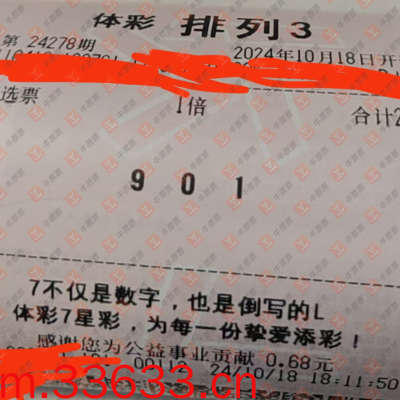 体彩 排列3
第 24278期 2024年10月18日开
选票 1倍 合计2
9 0 1
7不仅是数字，也是倒写的L
体彩7星彩，为每一份挚爱添彩！
感谢您为公益事业贡献 0.68元
24/10/18 18:11:50
m.33633.cn